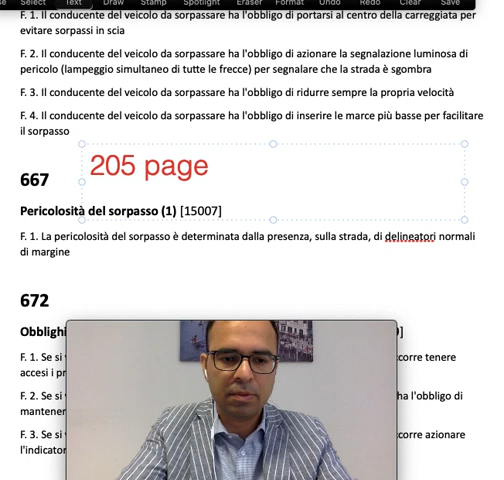 Select Text Draw Stamp Spotlight Eraser Format Undo Redo Clear Save
F. 1. Il conducente del veicolo da sorpassare ha l'obbligo di portarsi al centro della carreggiata per
evitare sorpassi in scia
F. 2. Il conducente del veicolo da sorpassare ha l'obbligo di azionare la segnalazione luminosa di
pericolo (lampeggio simultaneo di tutte le frecce) per segnalare che la strada è sgombra
F. 3. Il conducente del veicolo da sorpassare ha l'obbligo di ridurre sempre la propria velocità
F. 4. Il conducente del veicolo da sorpassare ha l'obbligo di inserire le marce più basse per facilitare
il sorpasso
205 page
667
Pericolosità del sorpasso (1) [15007]
F. 1. La pericolosità del sorpasso è determinata dalla presenza, sulla strada, di delineatori normali
di margine
672
F. 1. Se si
tenere
accesi i
F. 2. Se si
ha l'obbligo di
F. 3. Se si
azionare